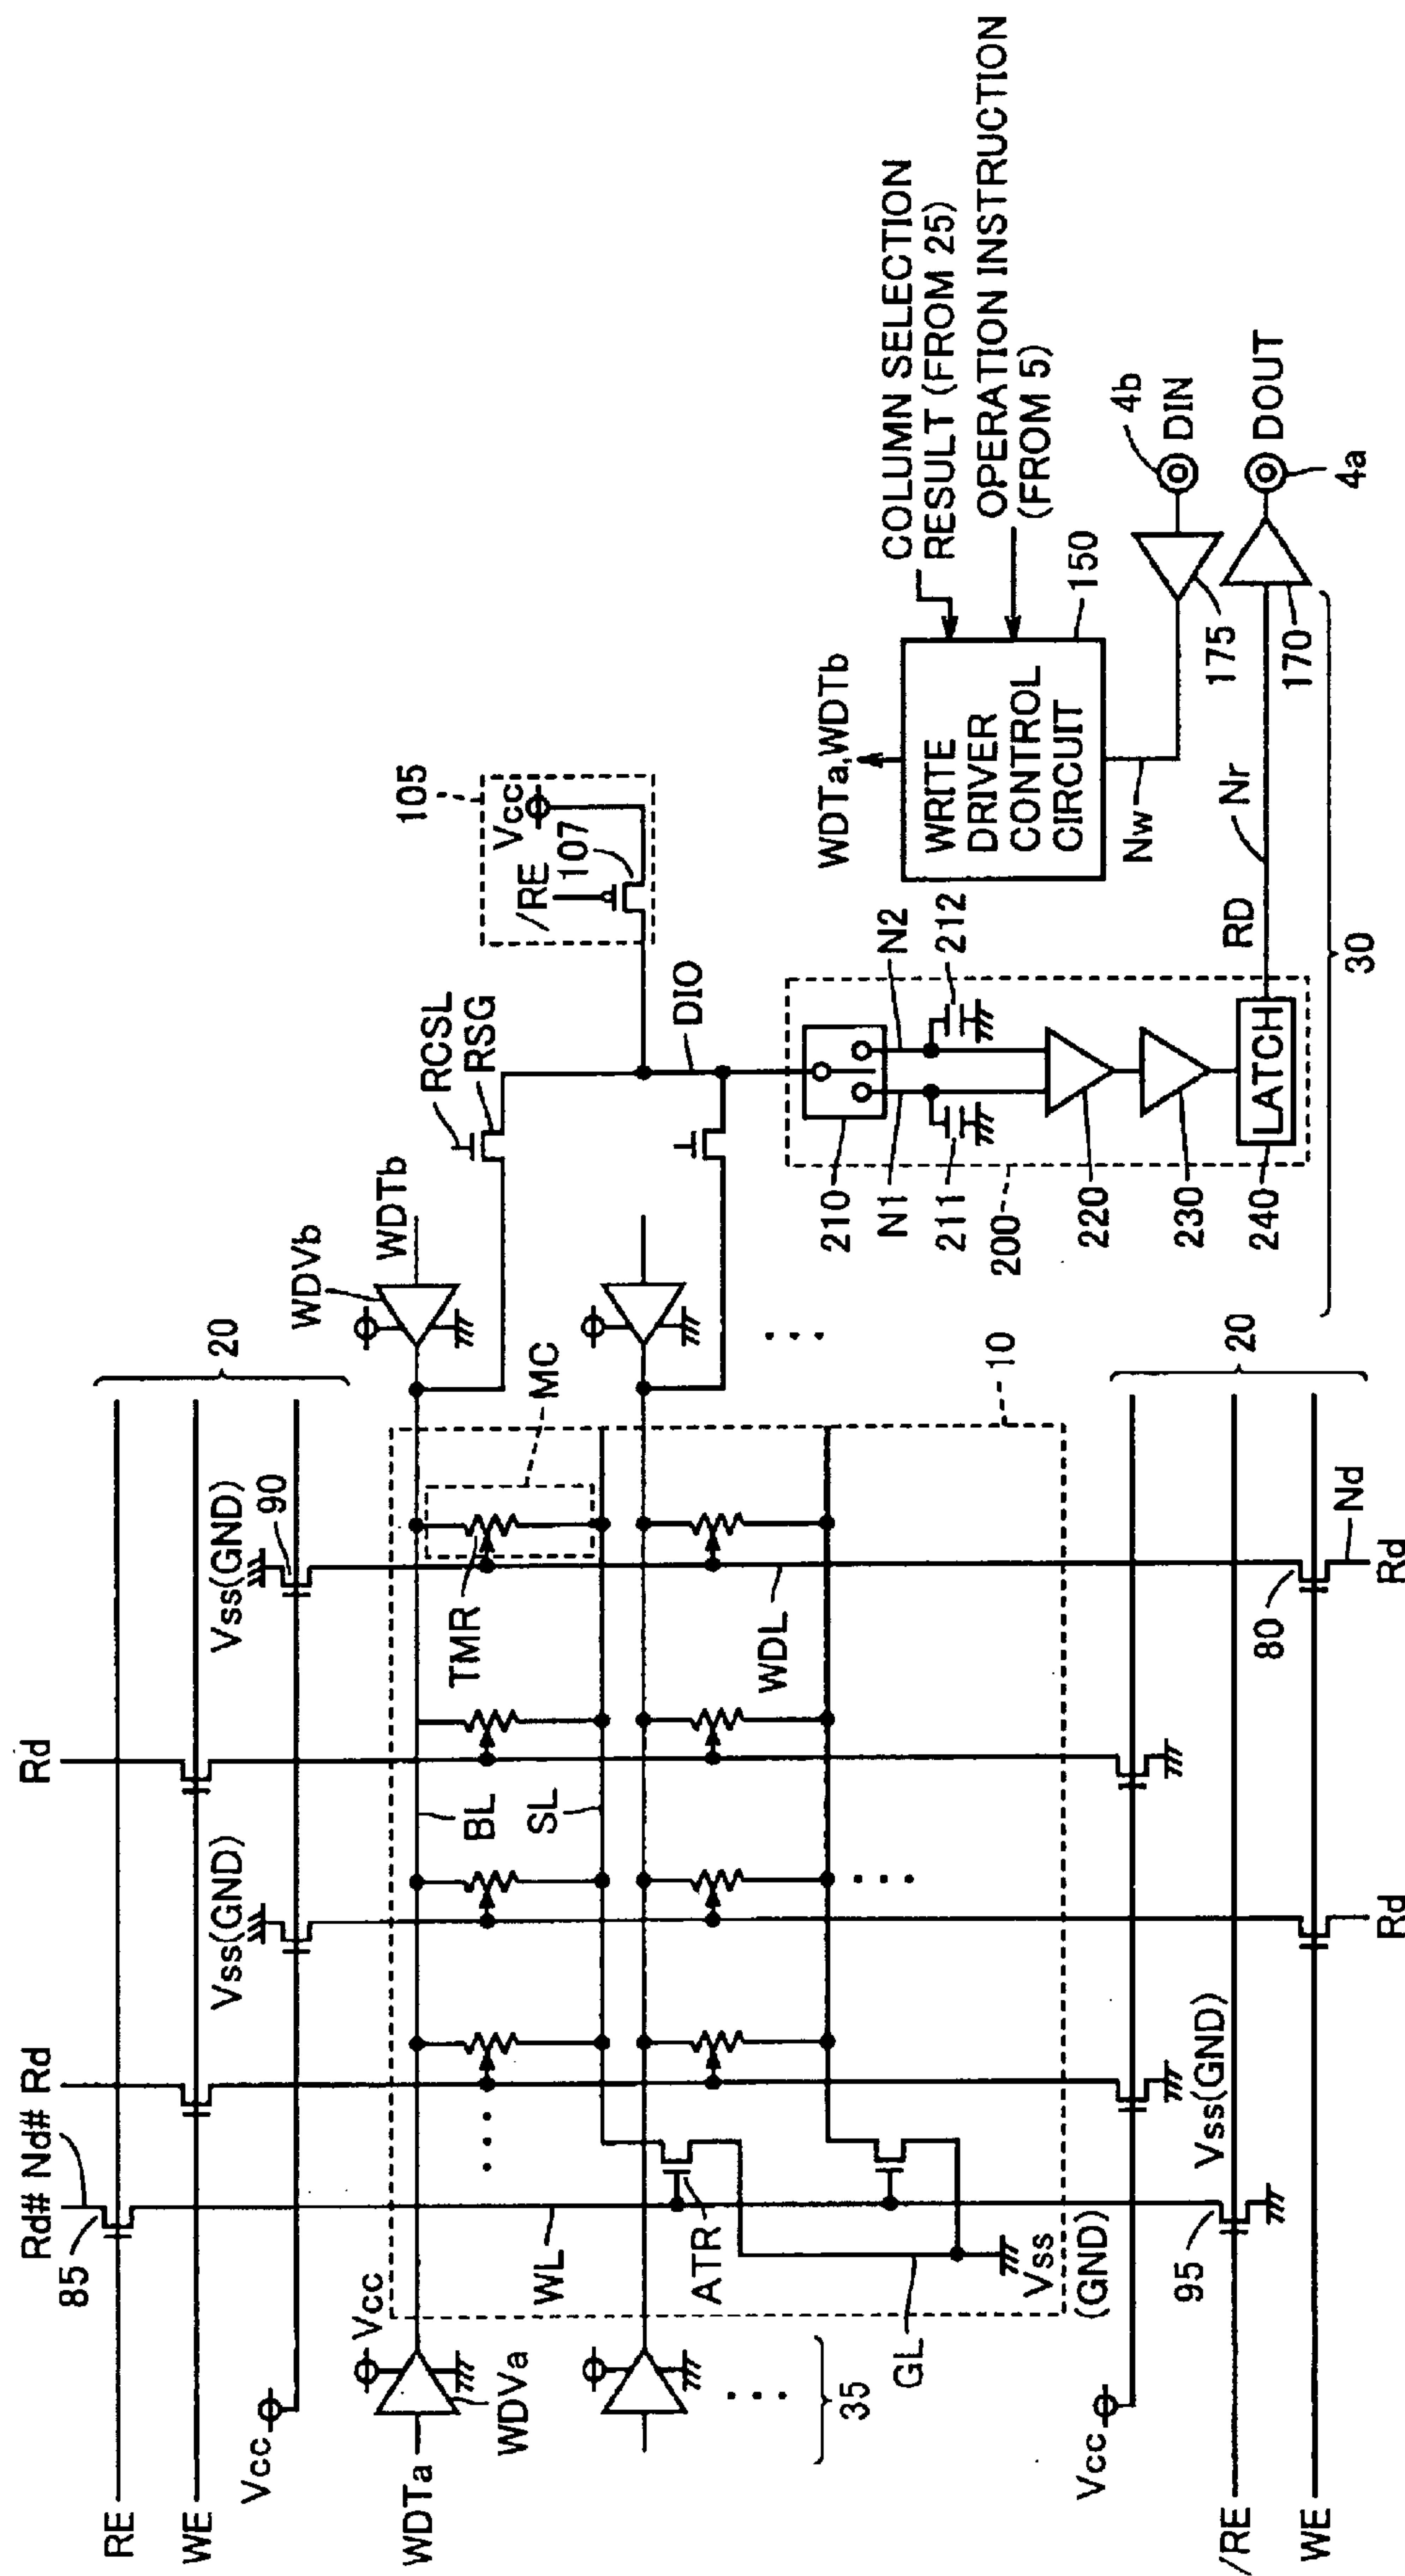 RE
WE
Vcc
85
Rd# Nd# Rd
Vss(GND)
Rd
Vss(GND)
90
20
WDTa
WDVa
Vcc
35
WL
ATR
GL
Vss
(GND)
BL
SL
TMR
WDL
MC
10
WDVb
WDTb
RCSL
RSG
105
Vcc
/RE
107
DIO
210
N1
N2
211
212
200
220
230
240
LATCH
30
RD
Nr
WDTa,WDTb
WRITE
DRIVER
CONTROL
CIRCUIT
150
Nw
COLUMN SELECTION
RESULT (FROM 25)
OPERATION INSTRUCTION
(FROM 5)
175
4b
DIN
170
DOUT
4a
Vcc
/RE
WE
95
Vss(GND)
Rd
80
Nd
Rd
20